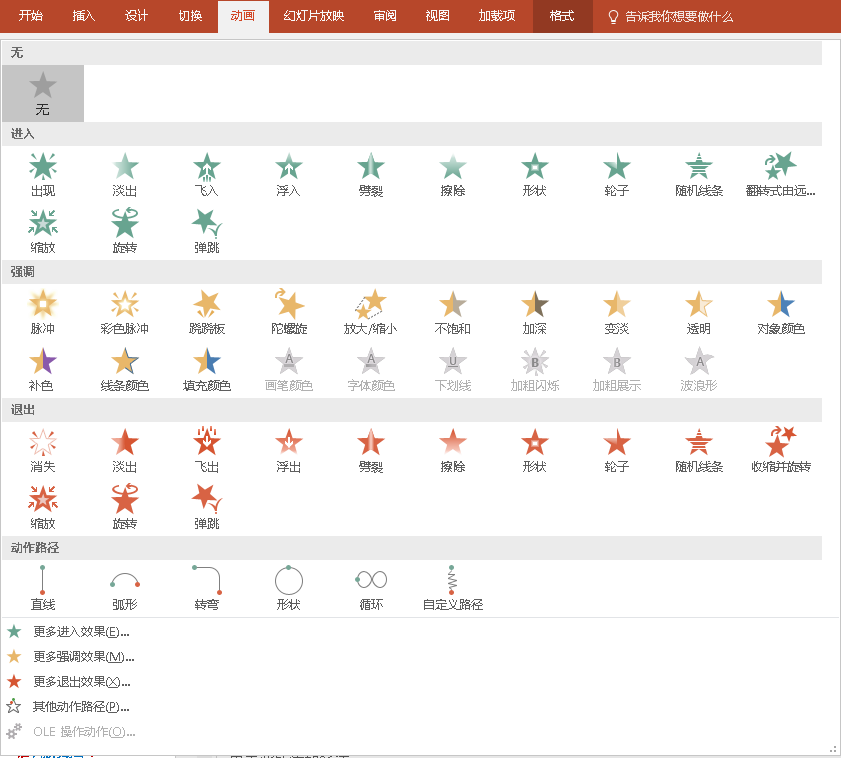 开始 插入 设计 切换 动画 幻灯片放映 审阅 视图 加载项 格式 告诉我你想要做什么
无
无
进入
出现 淡出 飞入 浮入 劈裂 擦除 形状 轮子 随机线条 翻转式由远...
缩放 旋转 弹跳
强调
脉冲 彩色脉冲 跷跷板 陀螺旋 放大/缩小 不饱和 加深 变淡 透明 对象颜色
补色 线条颜色 填充颜色 画笔颜色 字体颜色 下划线 加粗闪烁 加粗展示 波浪形
退出
消失 淡出 飞出 浮出 劈裂 擦除 形状 轮子 随机线条 收缩并旋转
缩放 旋转 弹跳
动作路径
直线 弧形 转弯 形状 循环 自定义路径
更多进入效果(E)...
更多强调效果(M)...
更多退出效果(X)...
其他动作路径(P)...
OLE 操作动作(O)...